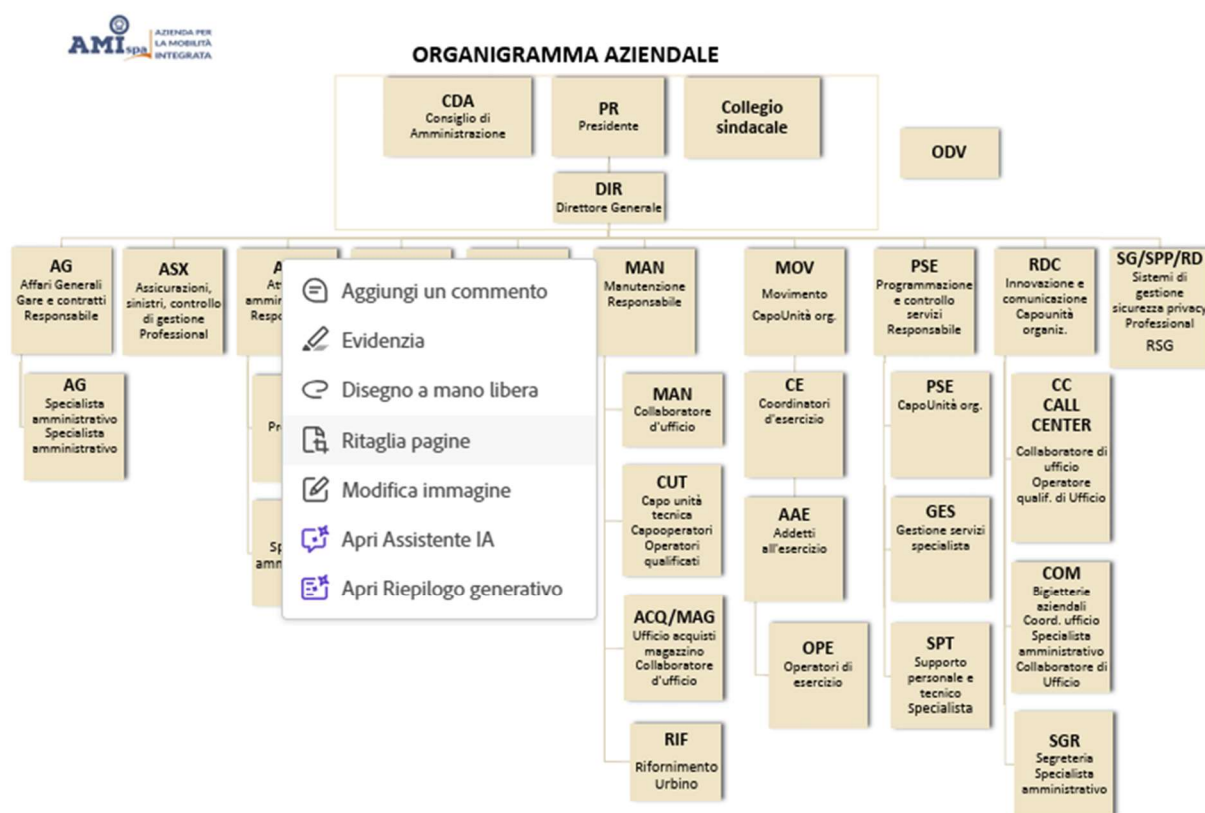 AMI spa
AZIENDA PER
LA MOBILITÀ
INTEGRATA
ORGANIGRAMMA AZIENDALE
CDA
Consiglio di
Amministrazione
PR
Presidente
Collegio
sindacale
ODV
DIR
Direttore Generale
AG
Affari Generali
Gare e contratti
Responsabile
ASX
Assicurazioni,
sinistri, controllo
di gestione
Professional
MAN
Manutenzione
Responsabile
MOV
Movimento
CapoUnità org.
PSE
Programmazione
e controllo
servizi
Responsabile
RDC
Innovazione e
comunicazione
Capounità
organiz.
SG/SPP/RD
Sistemi di
gestione
sicurezza privacy
Professional
RSG
Aggiungi un commento
Evidenzia
Disegno a mano libera
Ritaglia pagine
Modifica immagine
Apri Assistente IA
Apri Riepilogo generativo
AG
Specialista
amministrativo
Specialista
amministrativo
MAN
Collaboratore
d'ufficio
CUT
Capo unità
tecnica
Capooperatori
Operatori
qualificati
ACQ/MAG
Ufficio acquisti
magazzino
Collaboratore
d'ufficio
RIF
Rifornimento
Urbino
CE
Coordinatori
d'esercizio
AAE
Addetti
all'esercizio
OPE
Operatori di
esercizio
PSE
CapoUnità org.
GES
Gestione servizi
specialista
SPT
Supporto
personale e
tecnico
Specialista
CC
CALL
CENTER
Collaboratore di
ufficio
Operatore
qualif. di Ufficio
COM
Bigietterie
aziendali
Coord. ufficio
Specialista
amministrativo
Collaboratore di
Ufficio
SGR
Segreteria
Specialista
amministrativo